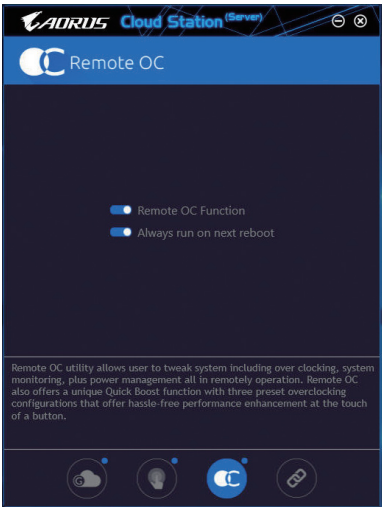 AORUS Cloud Station (Server)
Remote OC
Remote OC Function
Always run on next reboot
Remote OC utility allows user to tweak system including over clocking, system
monitoring, plus power management all in remotely operation. Remote OC
also offers a unique Quick Boost function with three preset overclocking
configurations that offer hassle-free performance enhancement at the touch
of a button.
G